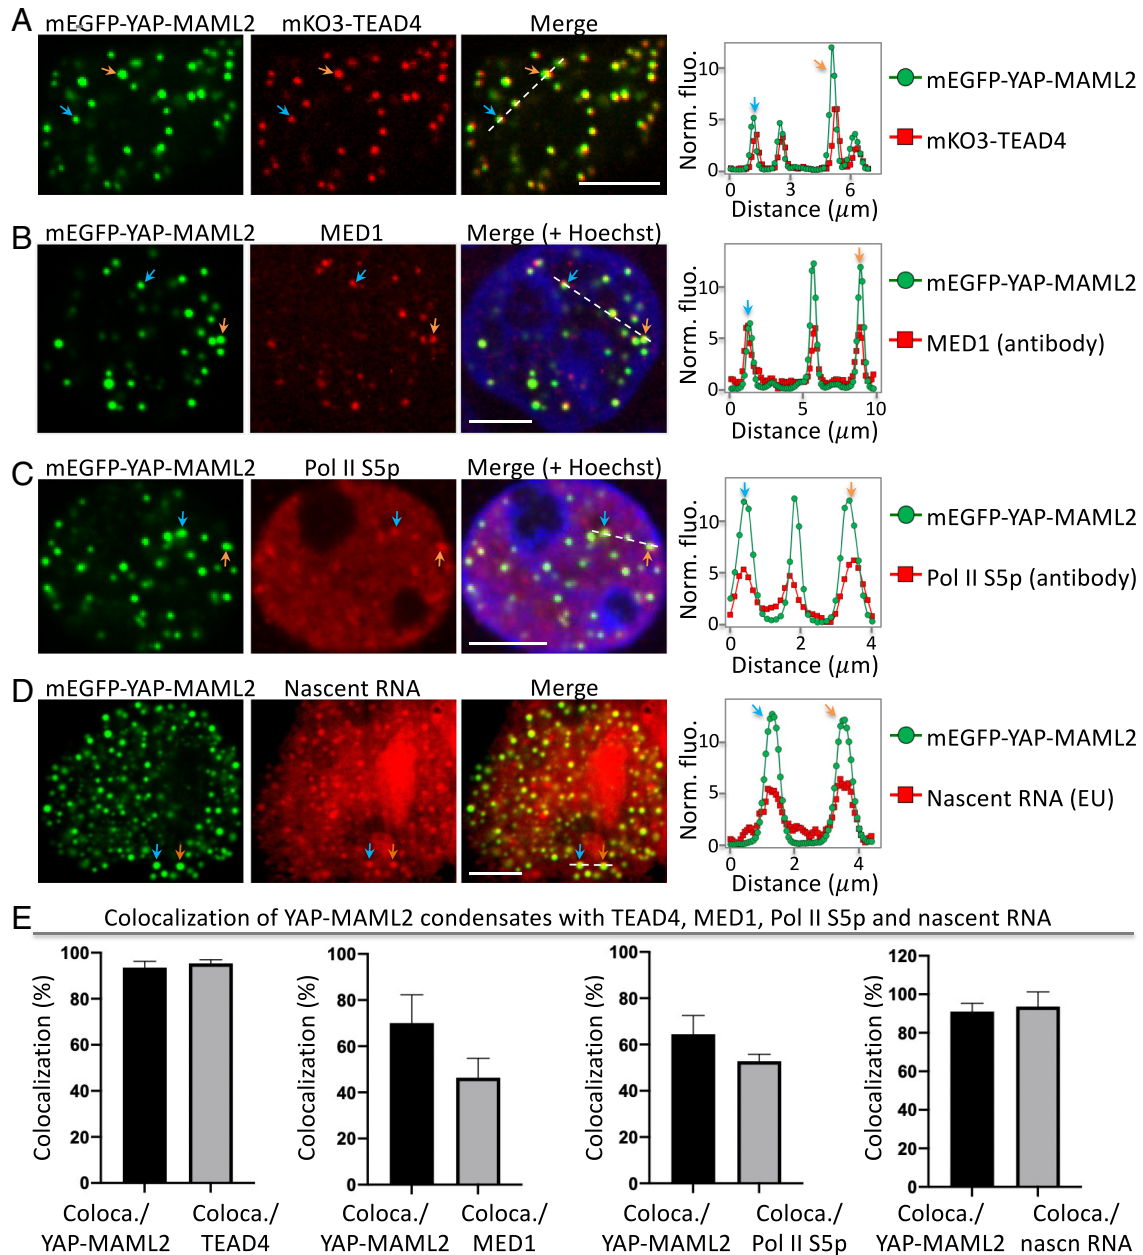 A
mEGFP-YAP-MAML2
mKO3-TEAD4
Merge
Norm. fluo.
10
5
0
0
3
6
Distance (μm)
mEGFP-YAP-MAML2
mKO3-TEAD4
B
mEGFP-YAP-MAML2
MED1
Merge (+ Hoechst)
Norm. fluo.
10
5
0
0
5
10
Distance (μm)
mEGFP-YAP-MAML2
MED1 (antibody)
C
mEGFP-YAP-MAML2
Pol II S5p
Merge (+ Hoechst)
Norm. fluo.
10
5
0
0
2
4
Distance (μm)
mEGFP-YAP-MAML2
Pol II S5p (antibody)
D
mEGFP-YAP-MAML2
Nascent RNA
Merge
Norm. fluo.
10
5
0
0
2
4
Distance (μm)
mEGFP-YAP-MAML2
Nascent RNA (EU)
E
Colocalization of YAP-MAML2 condensates with TEAD4, MED1, Pol II S5p and nascent RNA
Colocalization (%)
100
80
60
40
20
0
Coloca./
YAP-MAML2
Coloca./
TEAD4
Colocalization (%)
100
80
60
40
20
0
Coloca./
YAP-MAML2
Coloca./
MED1
Colocalization (%)
100
80
60
40
20
0
Coloca./
YAP-MAML2
Coloca./
Pol II S5p
Colocalization (%)
120
100
80
60
40
20
0
Coloca./
YAP-MAML2
Coloca./
nascn RNA